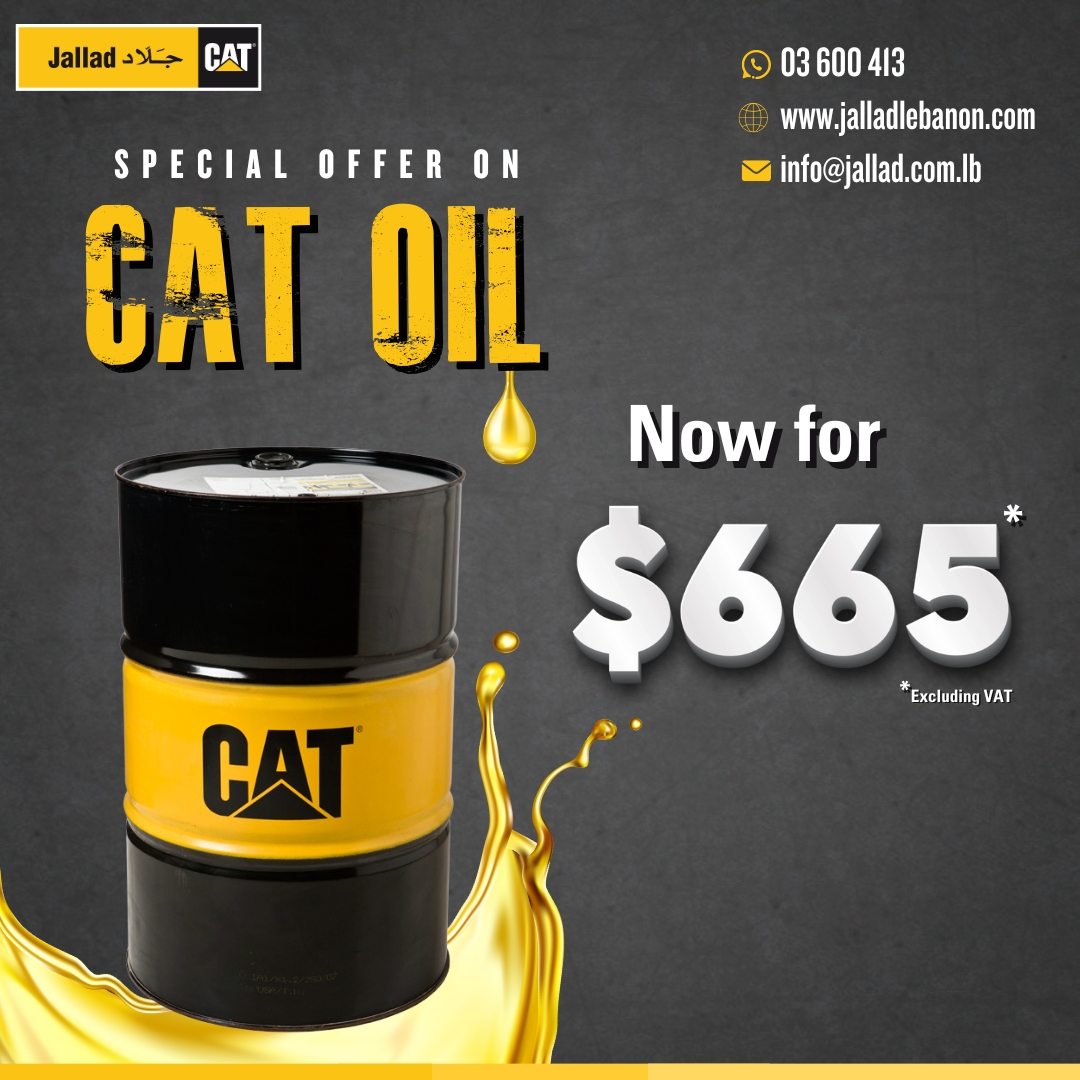 Jallad جَلّاد CAT
03 600 413
www.jalladlebanon.com
info@jallad.com.lb
SPECIAL OFFER ON
CAT OIL
Now for
$665*
*Excluding VAT
CAT®